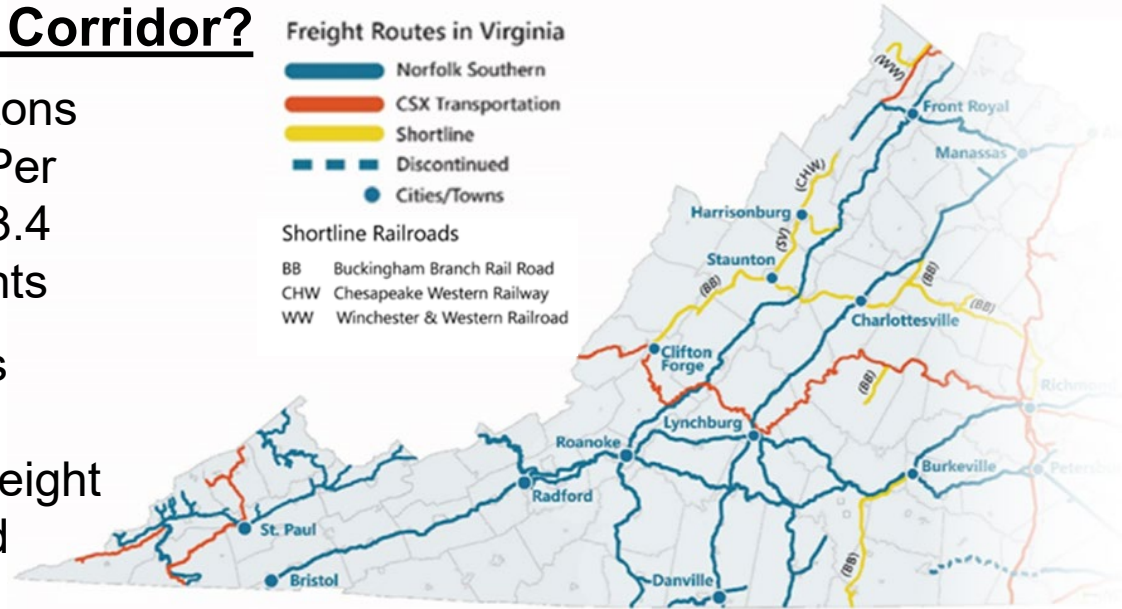 Corridor?
ons
Per
3.4
nts
s
eight
d
Freight Routes in Virginia
Norfolk Southern
CSX Transportation
Shortline
Discontinued
Cities/Towns
Shortline Railroads
BB Buckingham Branch Rail Road
CHW Chesapeake Western Railway
WW Winchester & Western Railroad
(WW)
Front Royal
Manassas
(CHW)
Harrisonburg
(SV)
Staunton
(BB)
(BB)
(BB)
Charlottesville
Clifton
Forge
(BB)
Richmond
Lynchburg
Roanoke
Burkeville
Petersbu
Radford
St. Paul
(BB)
Bristol
Danville